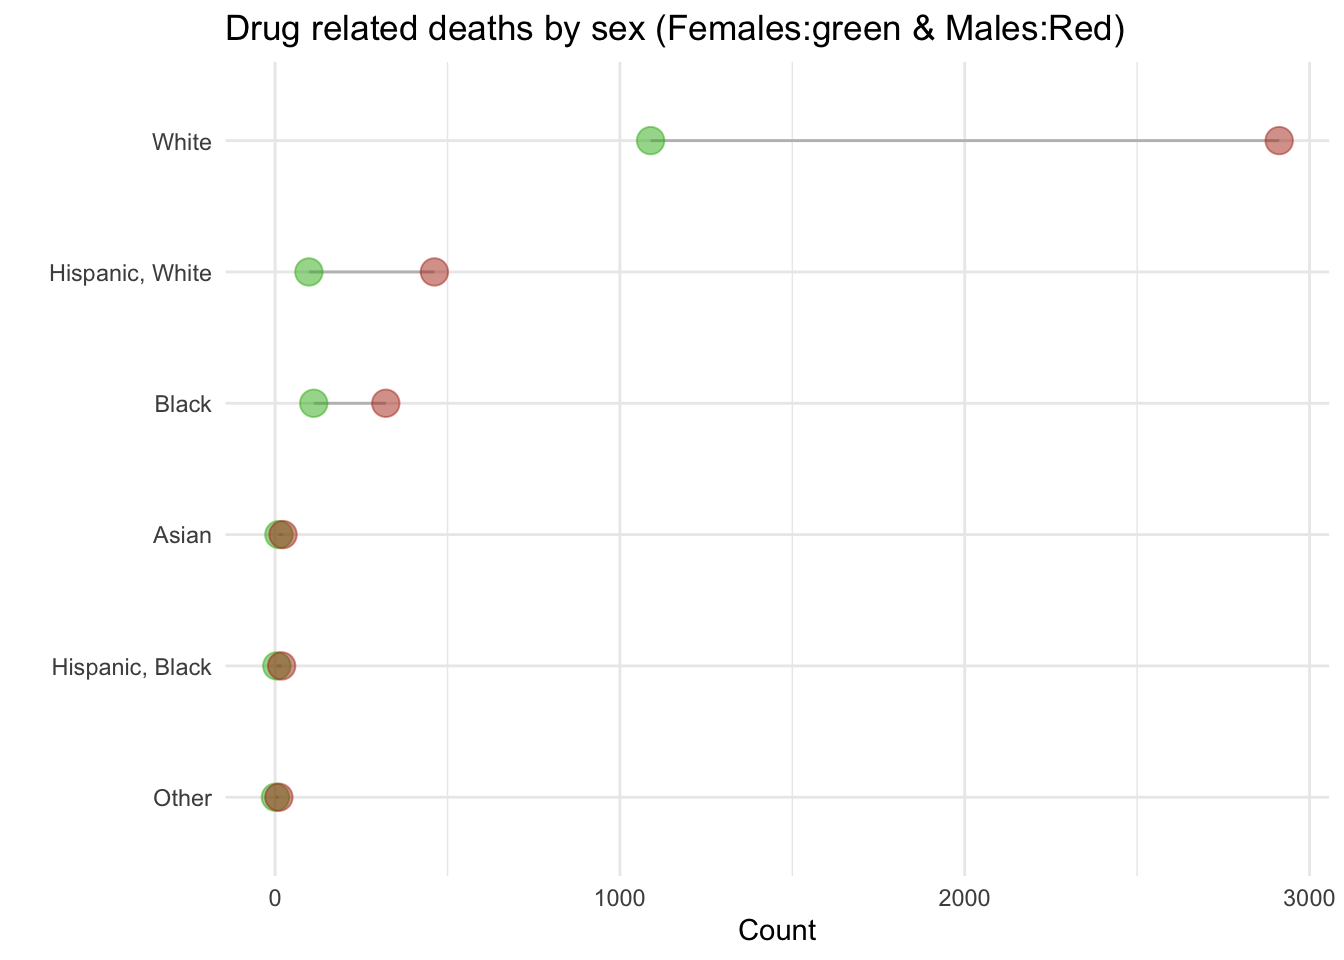 Drug related deaths by sex (Females:green & Males:Red)
White
Hispanic, White
Black
Asian
Hispanic, Black
Other
0 1000 2000 3000
Count